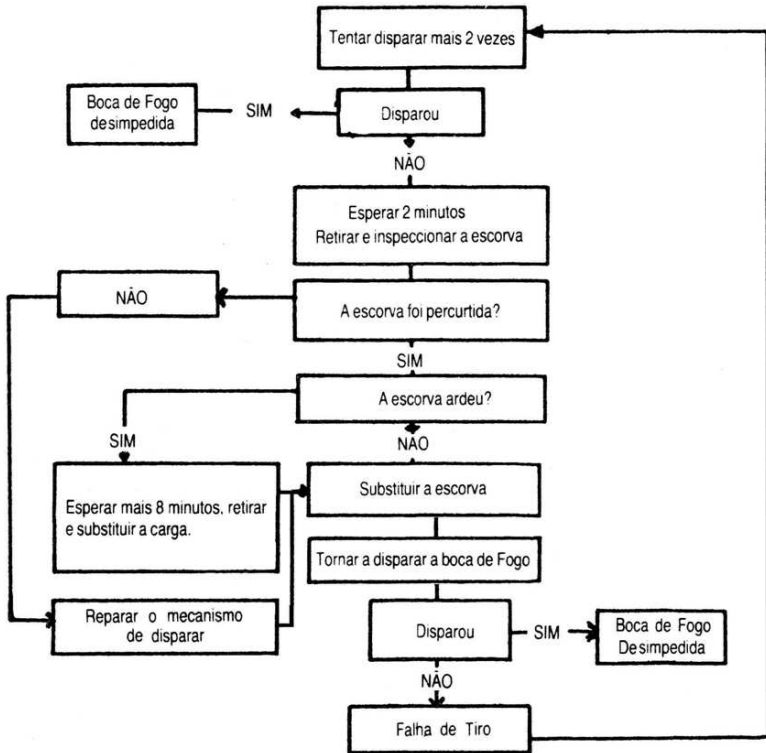 Tentar disparar mais 2 vezes
Boca de Fogo
desimpedida
SIM
Disparou
NÃO
Esperar 2 minutos
Retirar e inspeccionar a escorva
NÃO
A escorva foi percurtida?
SIM
A escorva ardeu?
SIM
NÃO
Esperar mais 8 minutos, retirar
e substituir a carga.
Substituir a escorva
Tornar a disparar a boca de Fogo
Reparar o mecanismo
de disparar
Disparou
SIM
Boca de Fogo
Desimpedida
NÃO
Falha de Tiro